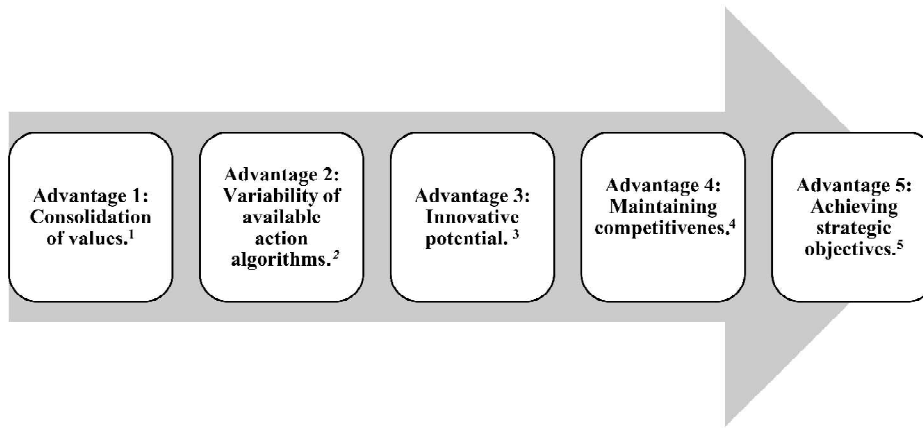 Advantage 1:
Consolidation
of values.¹
Advantage 2:
Variability of
available
action
algorithms.²
Advantage 3:
Innovative
potential. ³
Advantage 4:
Maintaining
competitivenes.⁴
Advantage 5:
Achieving
strategic
objectives.⁵